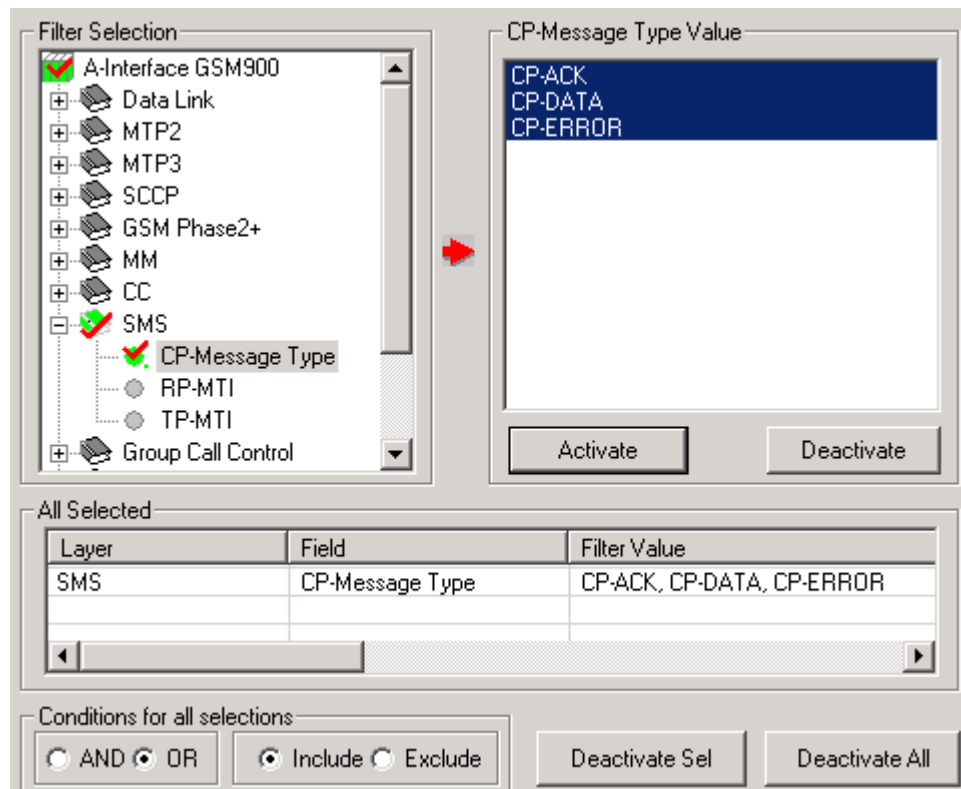 Filter Selection
A-Interface GSM900
Data Link
MTP2
MTP3
SCCP
GSM Phase2+
MM
CC
SMS
CP-Message Type
RP-MTI
TP-MTI
Group Call Control
CP-Message Type Value
CP-ACK
CP-DATA
CP-ERROR
Activate Deactivate
All Selected
Layer Field Filter Value
SMS CP-Message Type CP-ACK, CP-DATA, CP-ERROR
Conditions for all selections
AND OR Include Exclude Deactivate Sel Deactivate All